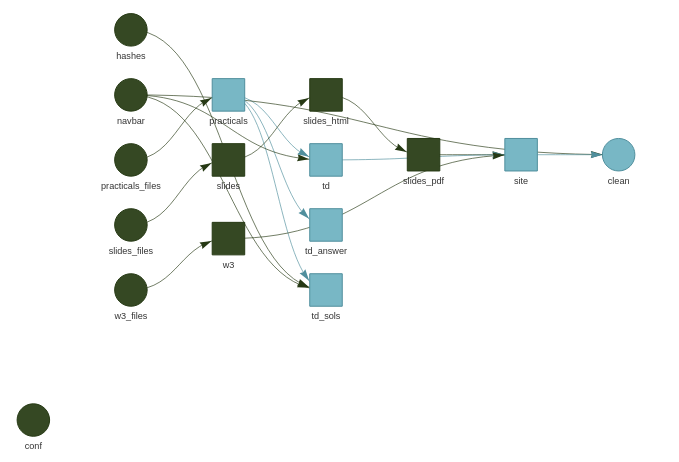 hashes
navbar
practicals
slides_html
practicals_files
slides
td
slides_pdf
site
clean
slides_files
w3
td_answer
w3_files
td_sols
conf